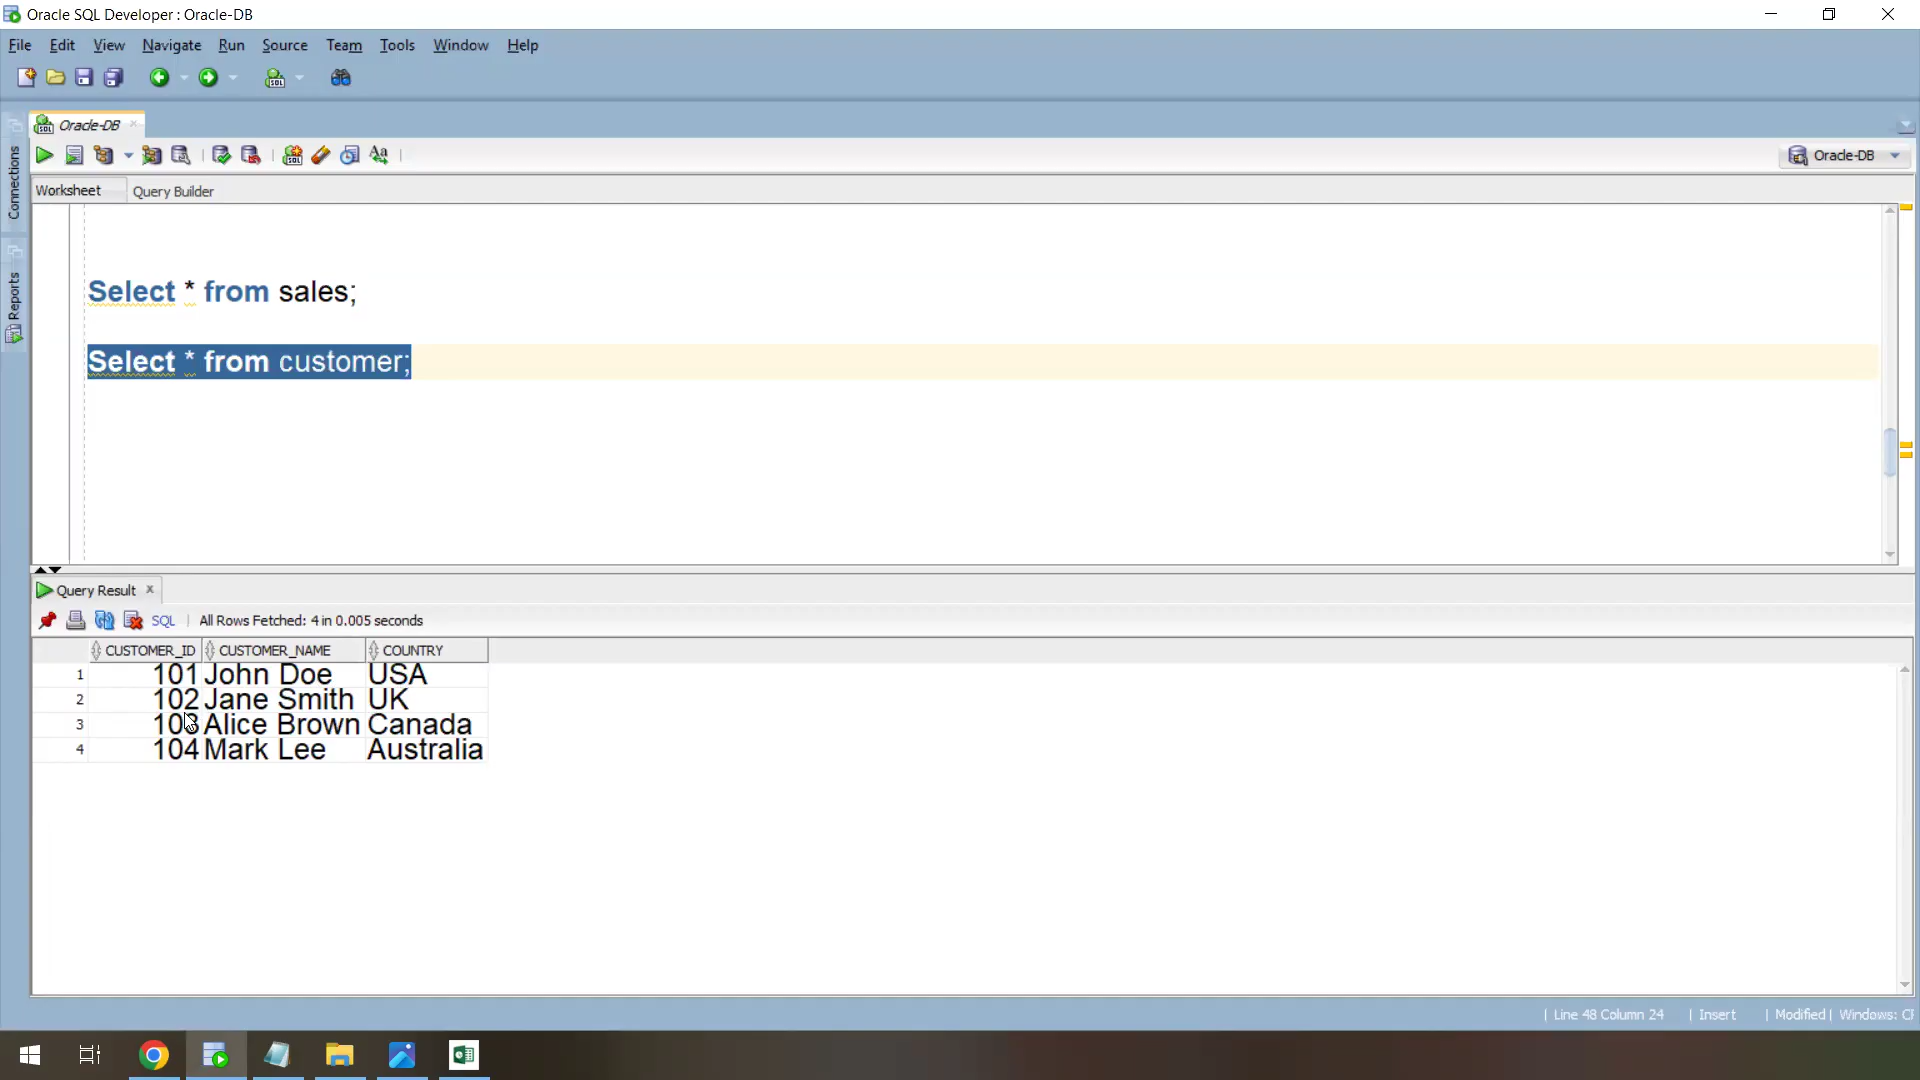 Oracle SQL Developer : Oracle-DB
File Edit View Navigate Run Source Team Tools Window Help
Oracle-DB
Oracle-DB
Worksheet Query Builder
Connections
Reports
Select * from sales;
Select * from customer;
Query Result
SQL All Rows Fetched: 4 in 0.005 seconds
CUSTOMER_ID CUSTOMER_NAME COUNTRY
1 101 John Doe USA
2 102 Jane Smith UK
3 103 Alice Brown Canada
4 104 Mark Lee Australia
| Line 48 Column 24 | Insert | Modified | Windows: CF